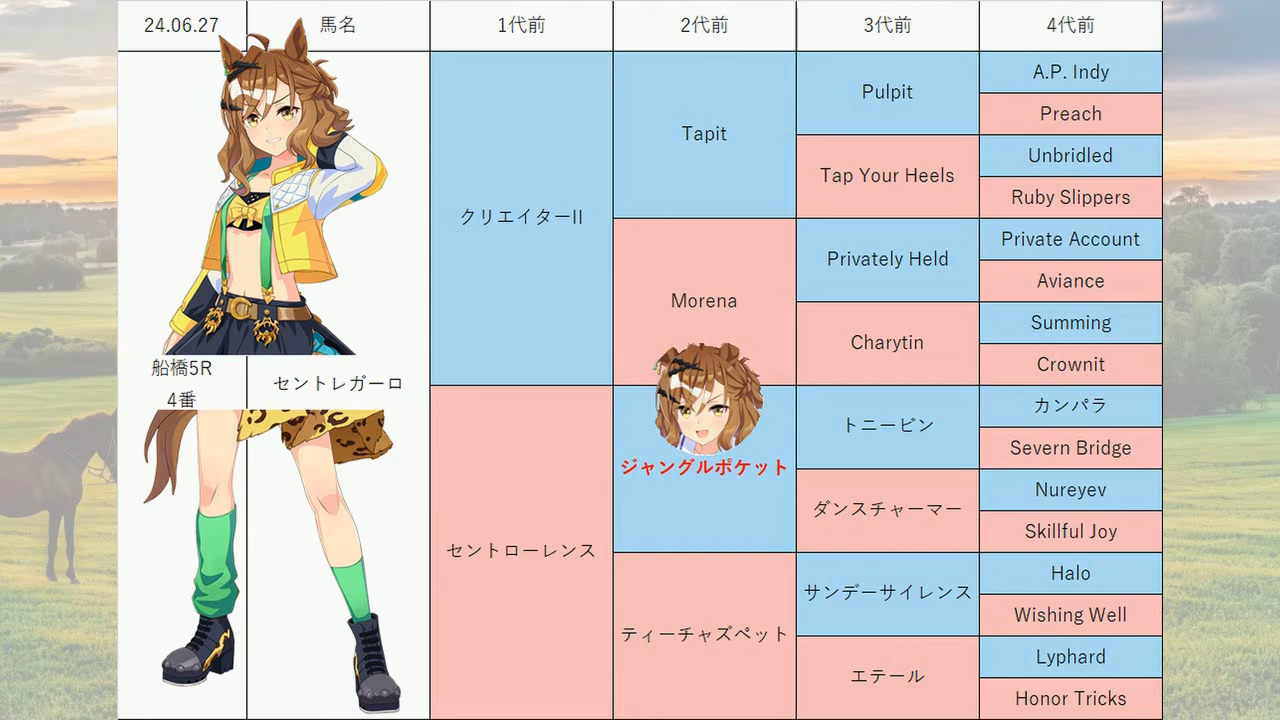 24.06.27
馬名
1代前
2代前
3代前
4代前
船橋5R
4番
セントレガーロ
クリエイターII
セントローレンス
Tapit
Morena
ジャングルポケット
ティーチャズペット
Pulpit
Tap Your Heels
Privately Held
Charytin
トニービン
ダンスチャーマー
サンデーサイレンス
エテール
A.P. Indy
Preach
Unbridled
Ruby Slippers
Private Account
Aviance
Summing
Crownit
カンパラ
Severn Bridge
Nureyev
Skillful Joy
Halo
Wishing Well
Lyphard
Honor Tricks